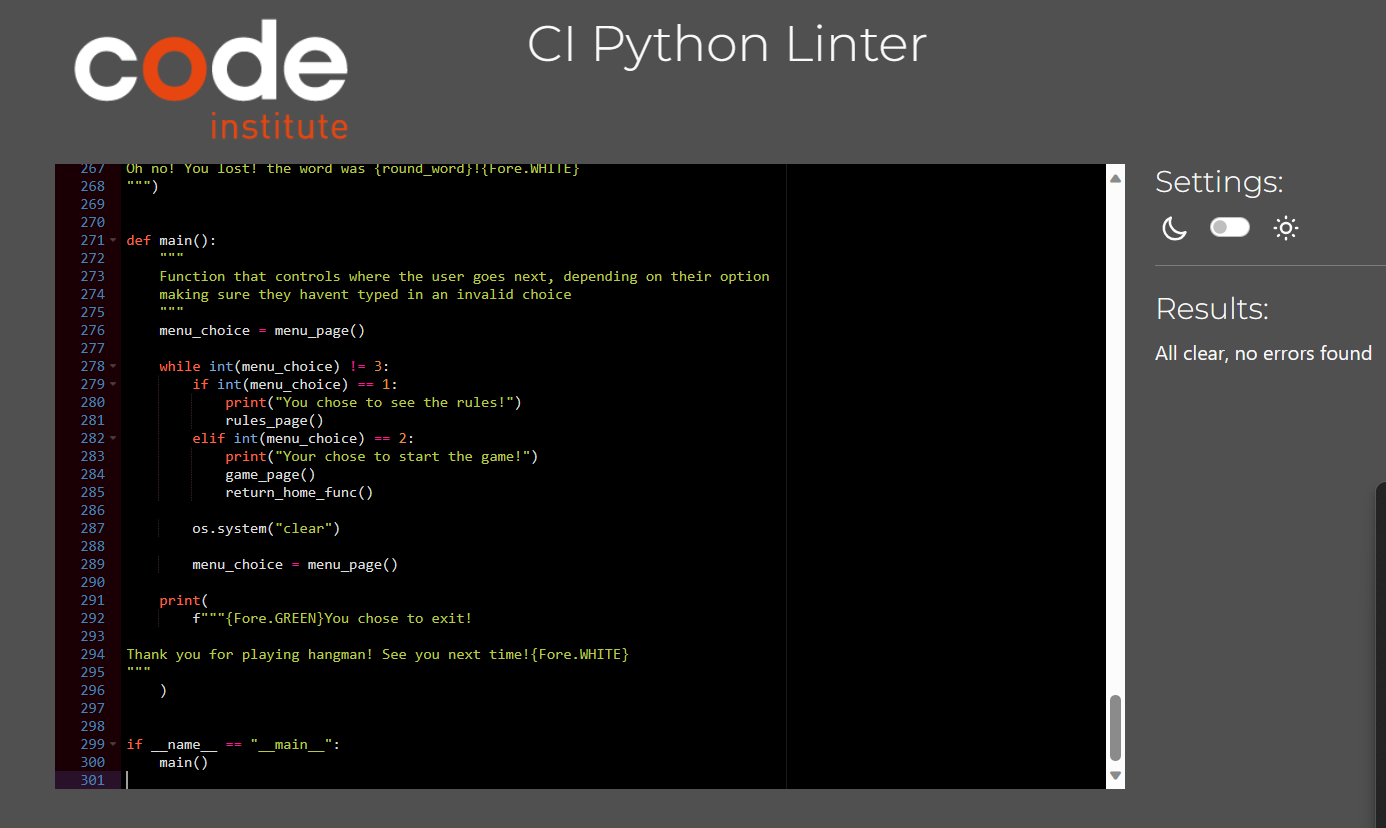 code
institute
CI Python Linter
267 Oh no! You lost! the word was {round_word}!{Fore.WHITE}
268 """)
269
270
271 def main():
272     """
273     Function that controls where the user goes next, depending on their option
274     making sure they havent typed in an invalid choice
275     """
276     menu_choice = menu_page()
277
278     while int(menu_choice) != 3:
279         if int(menu_choice) == 1:
280             print("You chose to see the rules!")
281             rules_page()
282         elif int(menu_choice) == 2:
283             print("Your chose to start the game!")
284             game_page()
285             return_home_func()
286
287         os.system("clear")
288
289         menu_choice = menu_page()
290
291     print(
292         f"""{Fore.GREEN}You chose to exit!
293
294 Thank you for playing hangman! See you next time!{Fore.WHITE}
295 """
296     )
297
298
299 if __name__ == "__main__":
300     main()
301
Settings:
Results:
All clear, no errors found